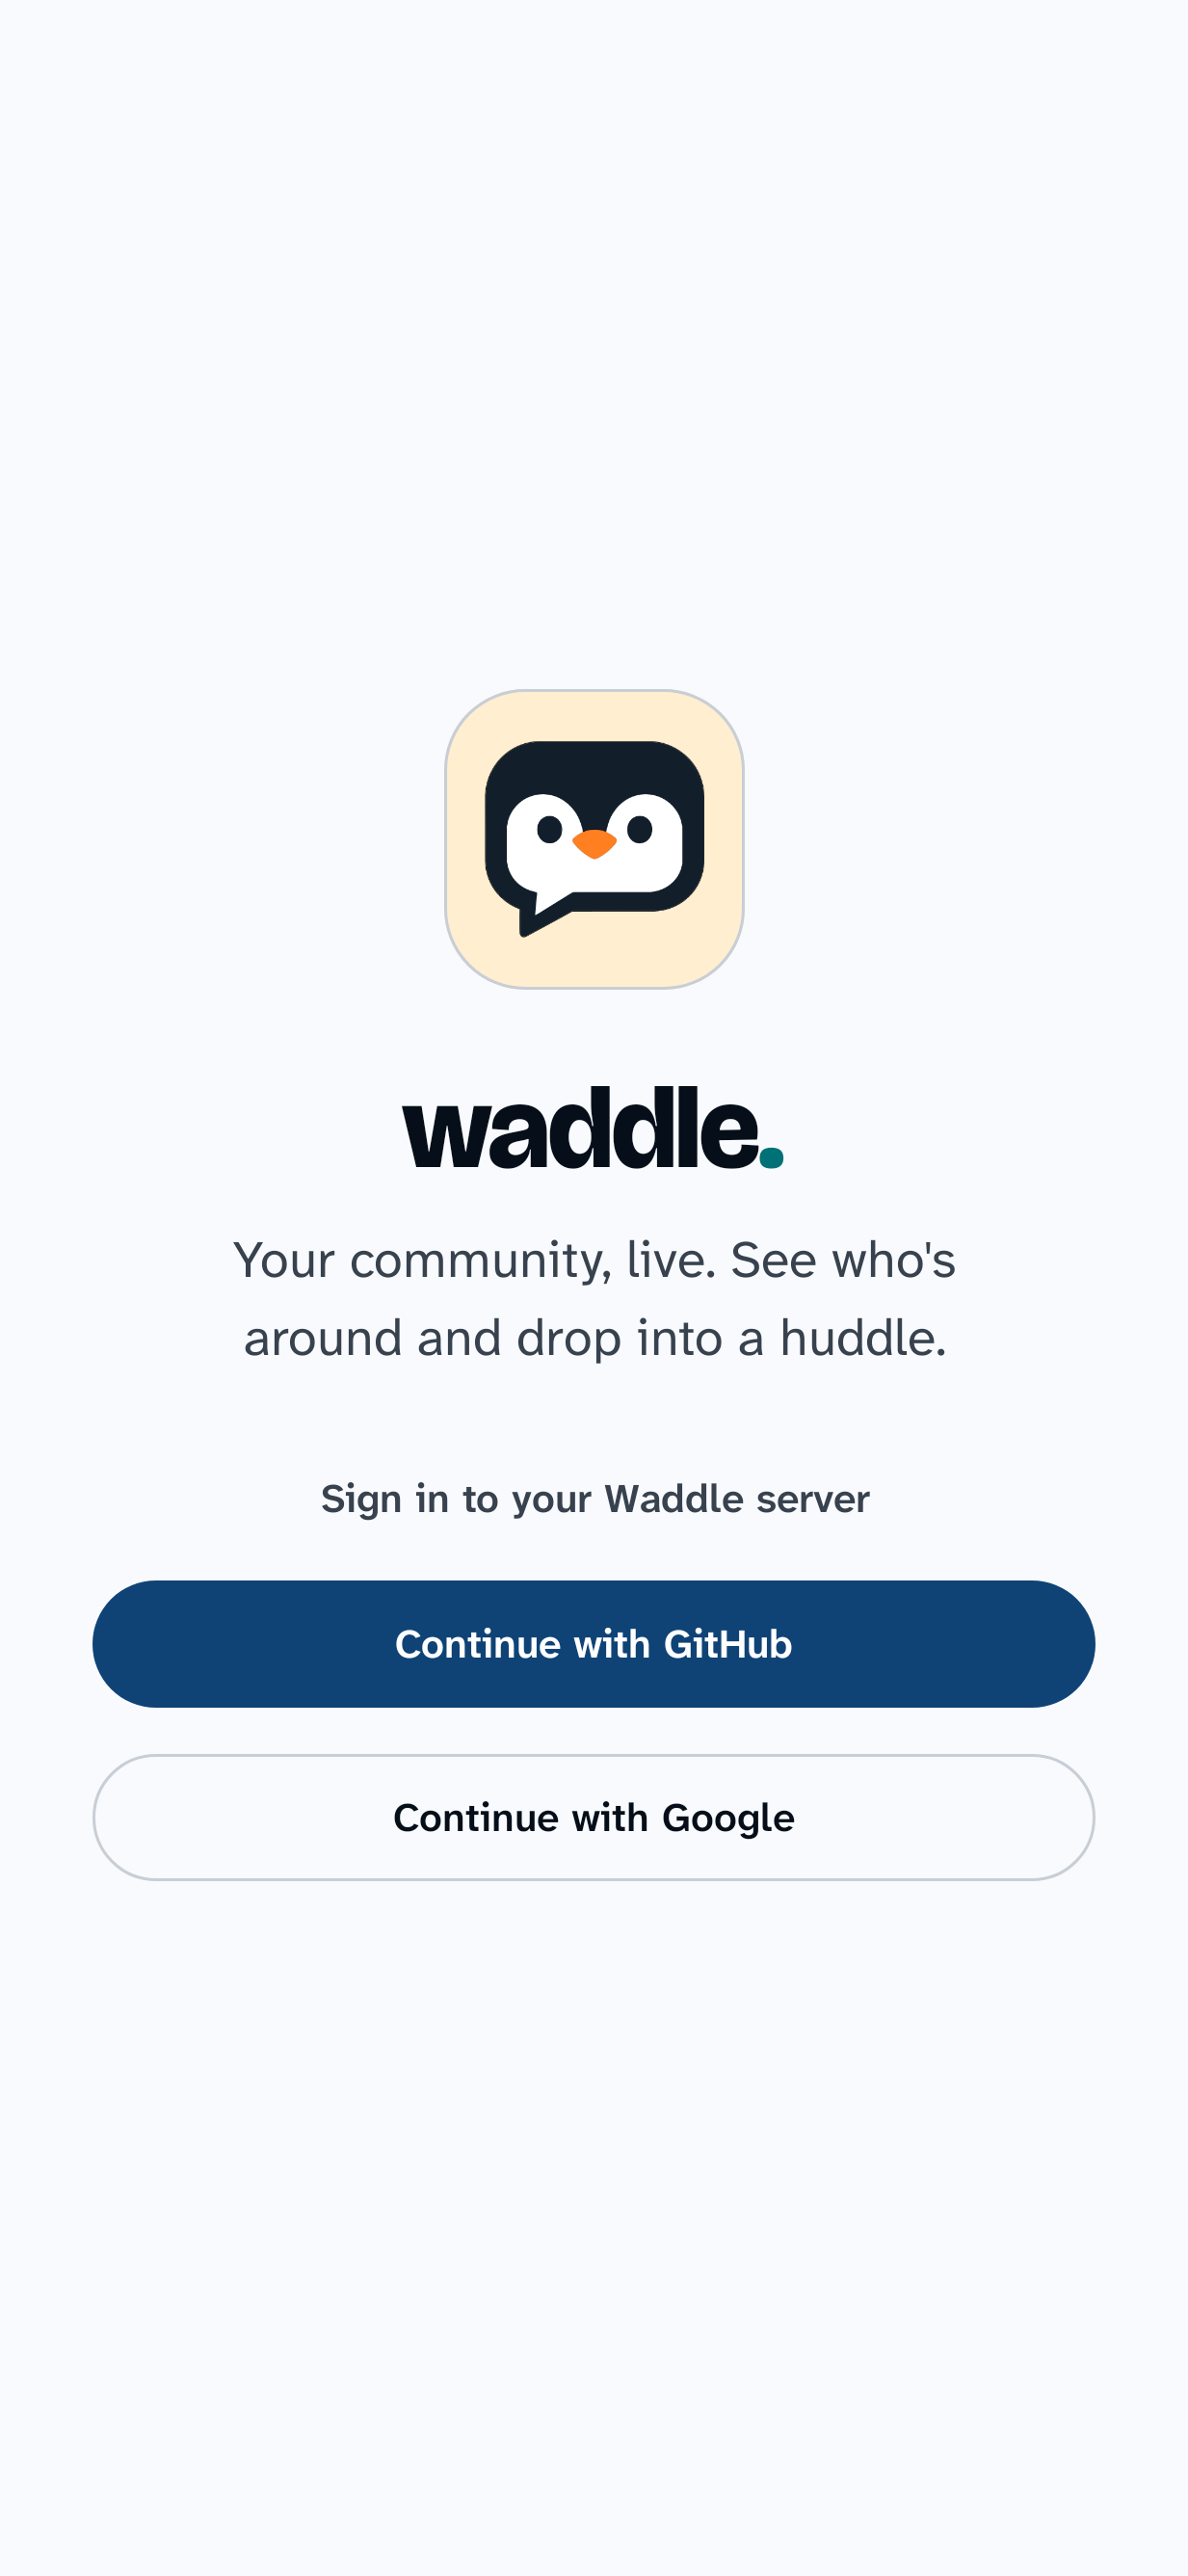 waddle.
Your community, live. See who's
around and drop into a huddle.
Sign in to your Waddle server
Continue with GitHub
Continue with Google